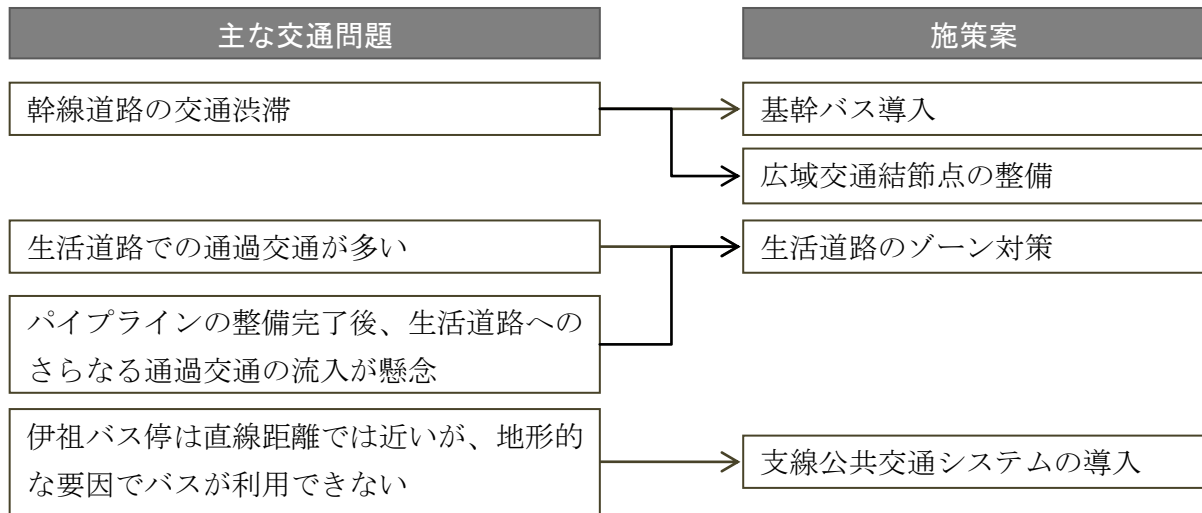 主な交通問題
施策案
幹線道路の交通渋滞
基幹バス導入
広域交通結節点の整備
生活道路での通過交通が多い
生活道路のゾーン対策
パイプラインの整備完了後、生活道路への
さらなる通過交通の流入が懸念
伊祖バス停は直線距離では近いが、地形的
な要因でバスが利用できない
支線公共交通システムの導入